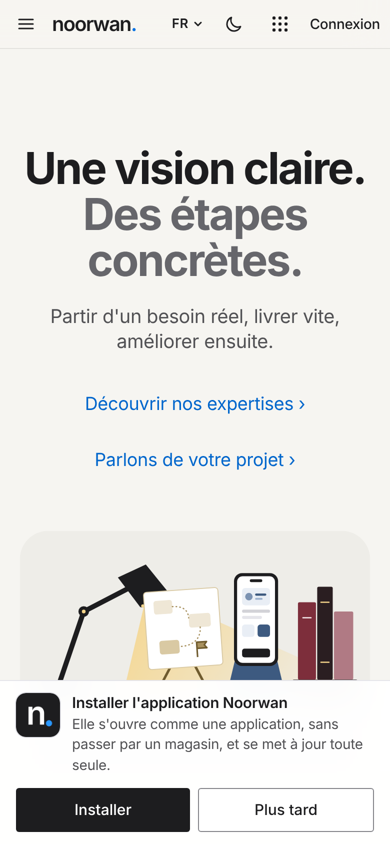 noorwan.
FR
Connexion
Une vision claire.
Des étapes
concrètes.
Partir d'un besoin réel, livrer vite,
améliorer ensuite.
Découvrir nos expertises ›
Parlons de votre projet ›
n.
Installer l'application Noorwan
Elle s'ouvre comme une application, sans
passer par un magasin, et se met à jour toute
seule.
Installer
Plus tard